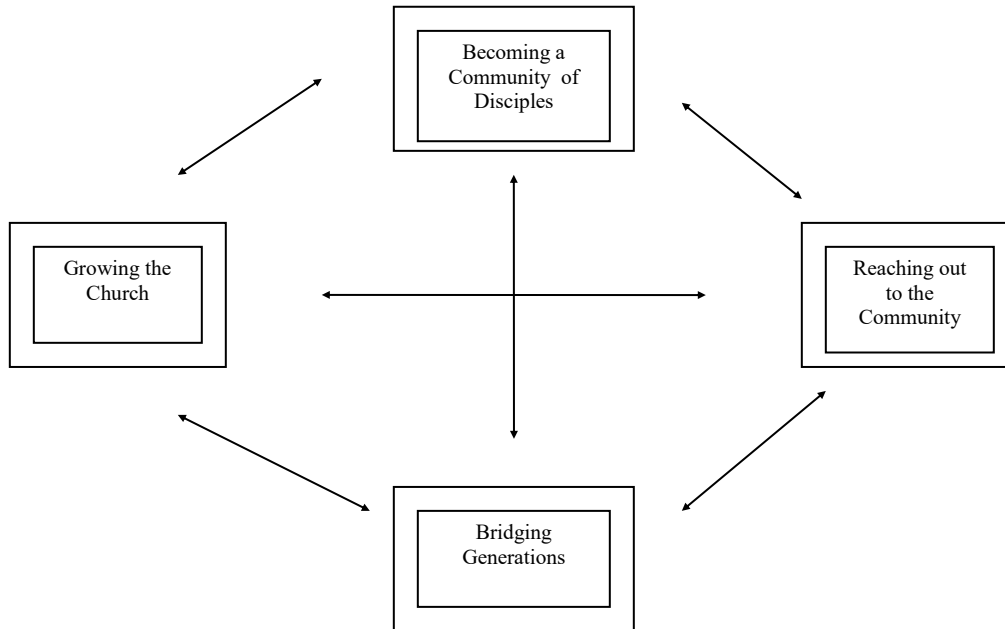 Becoming a
Community  of
Disciples
Growing the
Church
Reaching out
to the
Community
Bridging
Generations